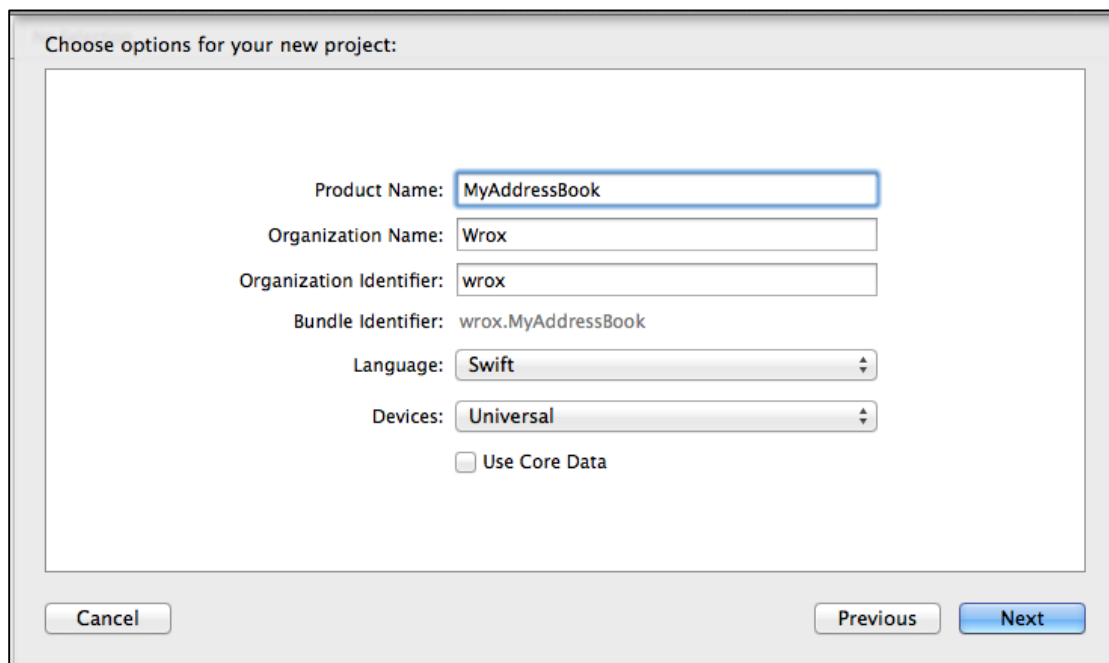 Choose options for your new project:
Product Name: MyAddressBook
Organization Name: Wrox
Organization Identifier: wrox
Bundle Identifier: wrox.MyAddressBook
Language: Swift
Devices: Universal
Use Core Data
Cancel Previous Next